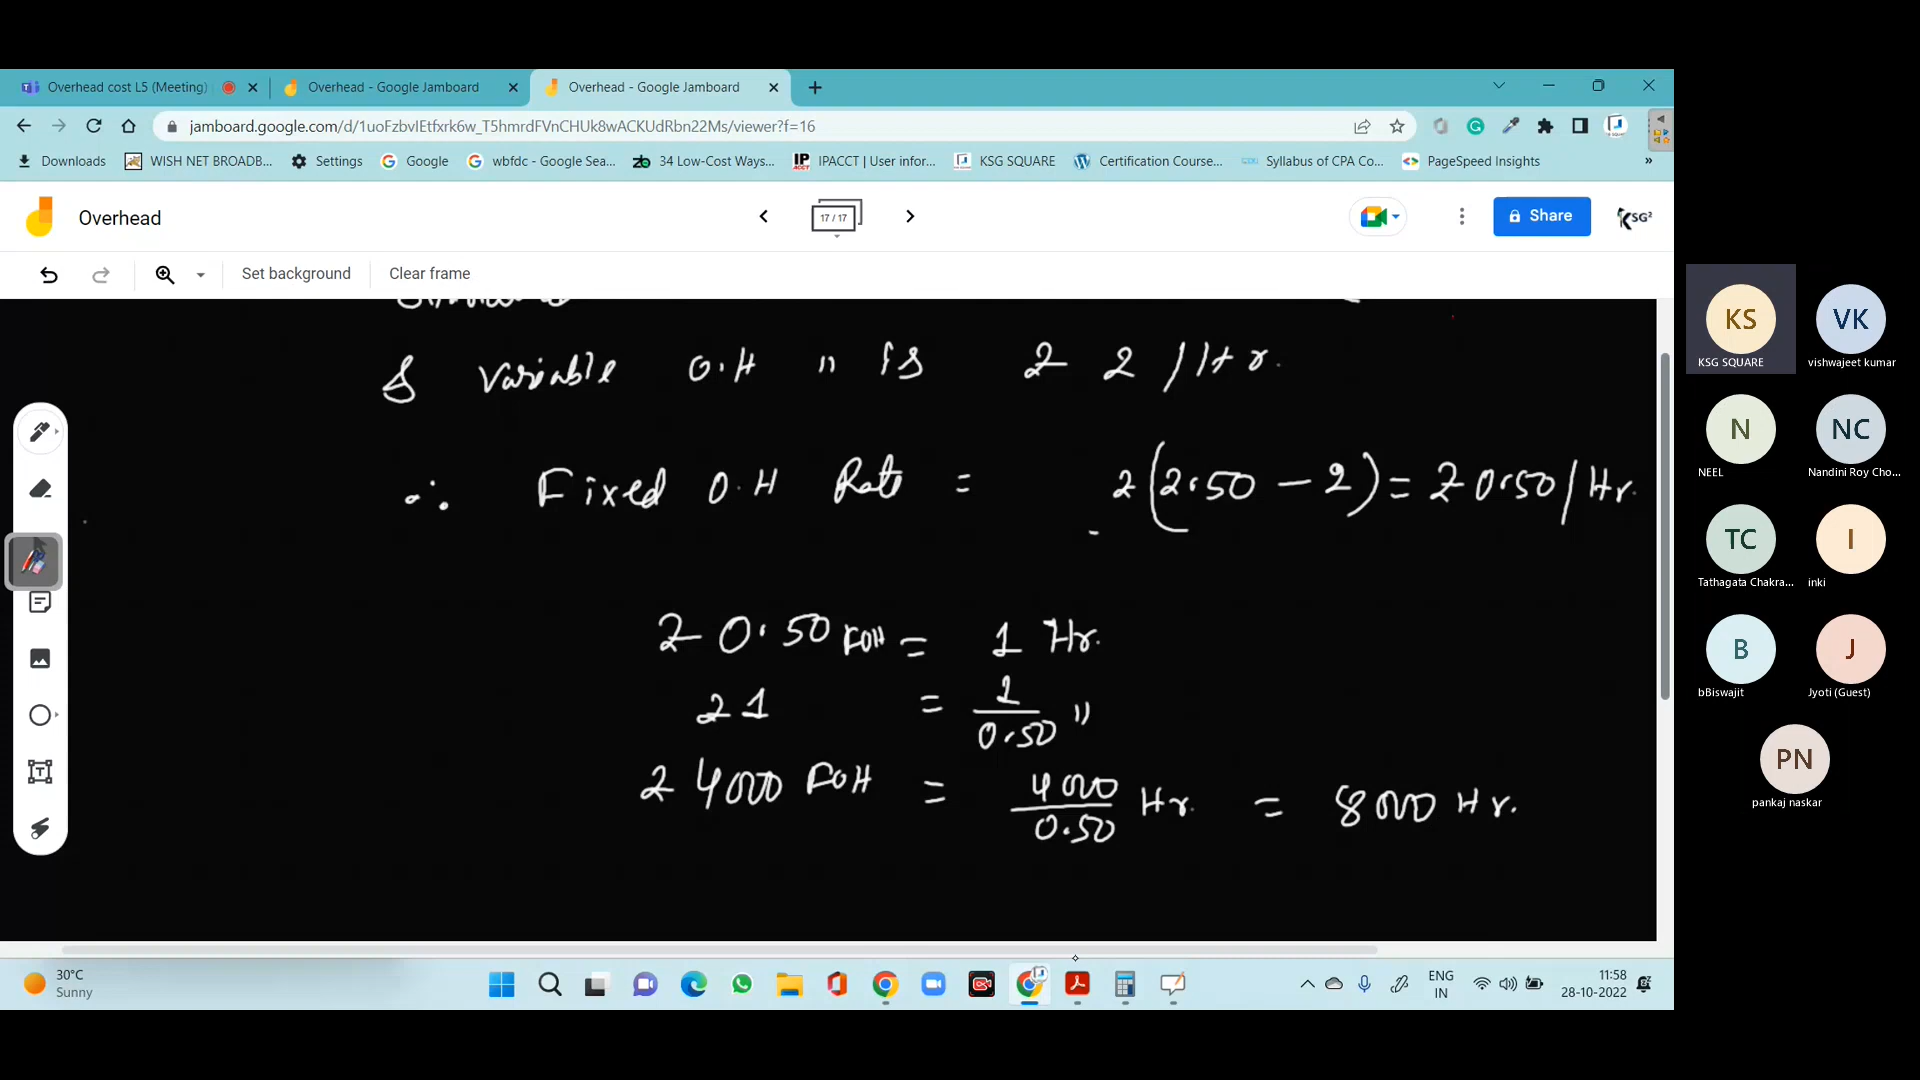 Overhead cost L5 (Meeting)
Overhead - Google Jamboard
Overhead - Google Jamboard
jamboard.google.com/d/1uoFzbvIEtfxrk6w_T5hmrdFVnCHUk8wACKUdRbn22Ms/viewer?f=16
Downloads
WISH NET BROADB...
Settings
Google
wbfdc - Google Sea...
34 Low-Cost Ways...
IPACCT | User infor...
KSG SQUARE
Certification Course...
Syllabus of CPA Co...
PageSpeed Insights
Overhead
17 / 17
Share
KSG²
Set background
Clear frame
& Variable O.H " is ₹ 2 / Hr.
∴ Fixed O.H Rate = ₹(2.50 – 2) = ₹ 0.50 / Hr.
₹ 0.50 FOH = 1 Hr.
₹ 1 = 1/0.50 "
₹ 4000 FOH = 4000/0.50 Hr. = 8000 Hr.
KS
KSG SQUARE
VK
vishwajeet kumar
N
NEEL
NC
Nandini Roy Cho...
TC
Tathagata Chakra...
I
inki
B
bBiswajit
J
Jyoti (Guest)
PN
pankaj naskar
30°C
Sunny
ENG
IN
11:58
28-10-2022